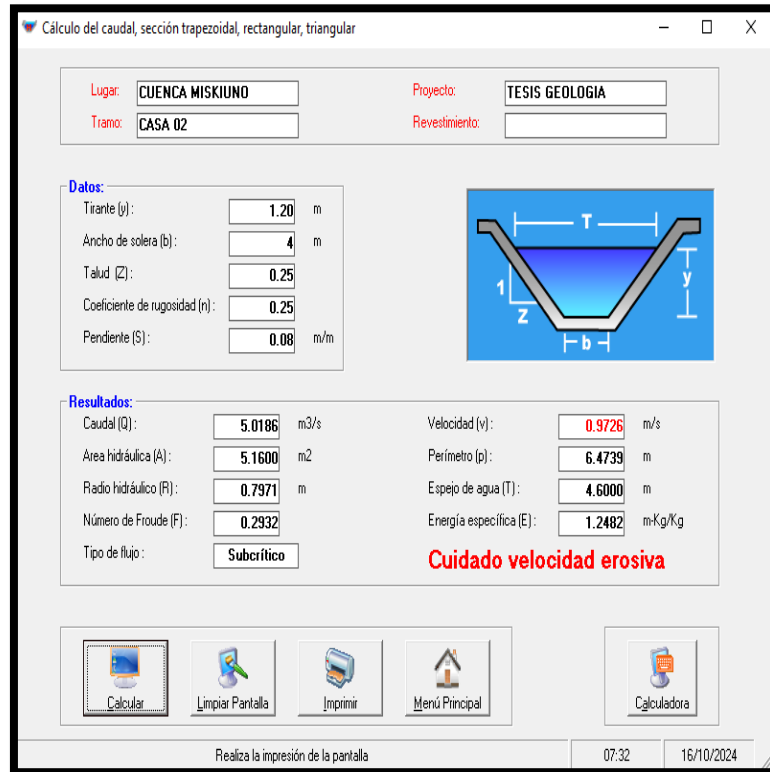 Cálculo del caudal, sección trapezoidal, rectangular, triangular
Lugar: CUENCA MISKIUNO Proyecto: TESIS GEOLOGIA
Tramo: CASA 02 Revestimiento:
Datos:
Tirante (y) : 1.20 m
Ancho de solera (b) : 4 m
Talud (Z) : 0.25
Coeficiente de rugosidad (n) : 0.25
Pendiente (S) : 0.08 m/m
T
y
1
Z
b
Resultados:
Caudal (Q) : 5.0186 m3/s Velocidad (v) : 0.9726 m/s
Area hidráulica (A) : 5.1600 m2 Perímetro (p) : 6.4739 m
Radio hidráulico (R) : 0.7971 m Espejo de agua (T) : 4.6000 m
Número de Froude (F) : 0.2932 Energía específica (E) : 1.2482 m-Kg/Kg
Tipo de flujo : Subcrítico Cuidado velocidad erosiva
Calcular Limpiar Pantalla Imprimir Menú Principal Calculadora
Realiza la impresión de la pantalla 07:32 16/10/2024